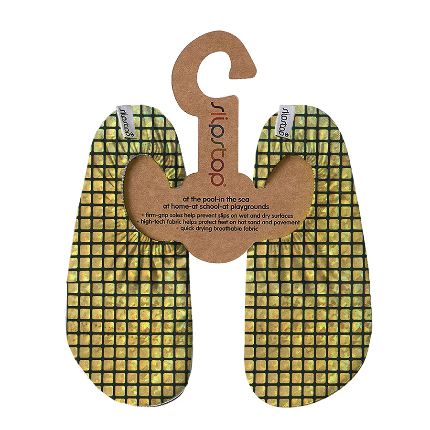 slipstop
slipstop
slipstop
at the pool-in the sea
at home-at school-at playgrounds
• firm-grip soles help prevent slips on wet and dry surfaces
high-tech fabric helps protect feet on hot sand and pavement
quick drying breathable fabric